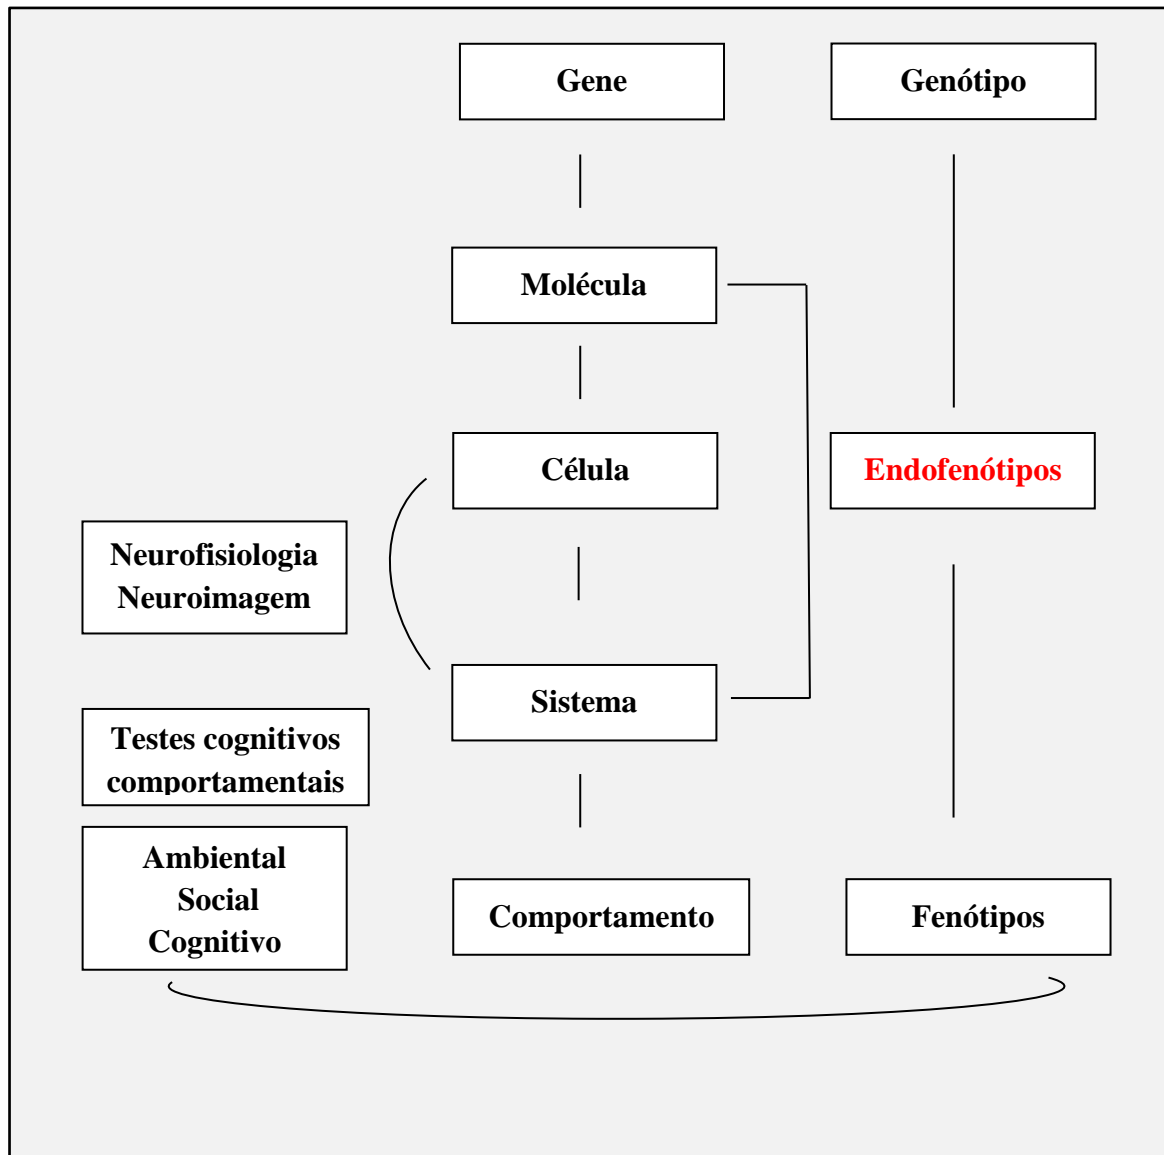 Gene
Genótipo
Molécula
Célula
Endofenótipos
Neurofisiologia
Neuroimagem
Sistema
Testes cognitivos
comportamentais
Ambiental
Social
Cognitivo
Comportamento
Fenótipos